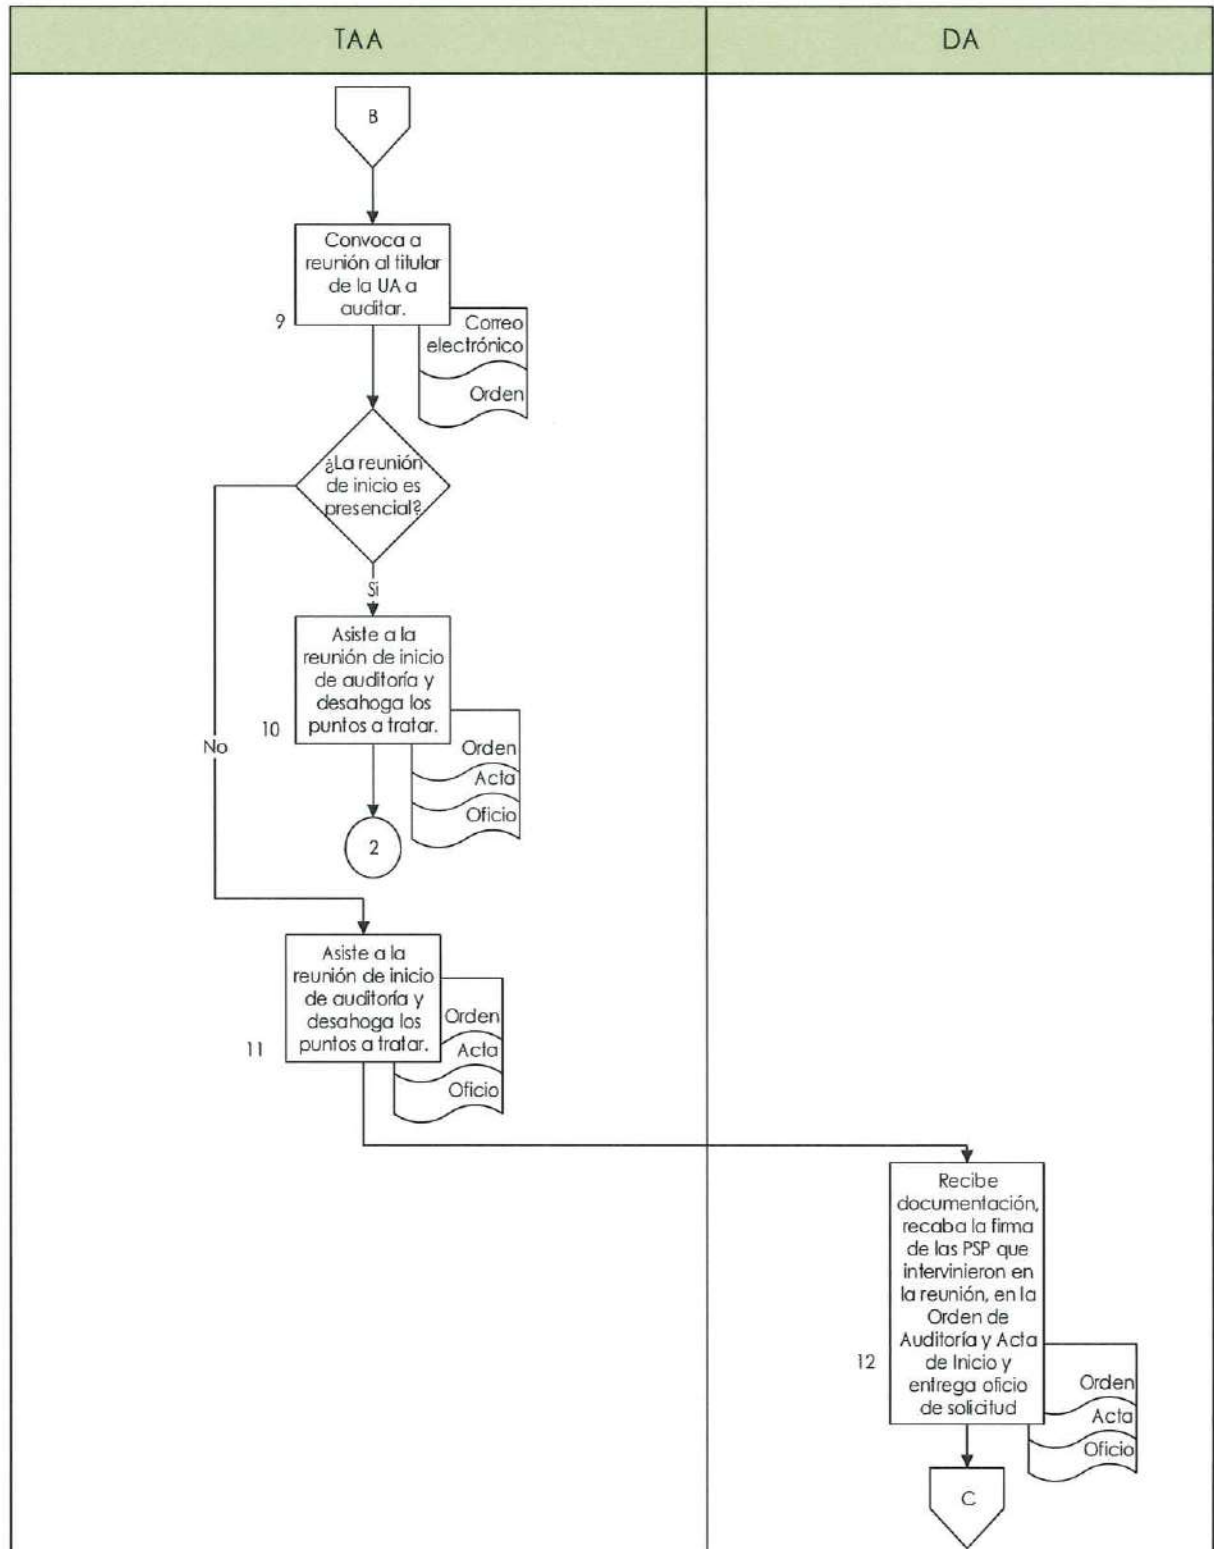 TAA
DA
B
Convoca a
reunión al titular
de la UA a
auditar.
9
Correo
electrónico
Orden
¿La reunión
de inicio es
presencial?
Si
No
Asiste a la
reunión de inicio
de auditoría y
desahoga los
puntos a tratar.
10
Orden
Acta
Oficio
2
Asiste a la
reunión de inicio
de auditoría y
desahoga los
puntos a tratar.
11
Orden
Acta
Oficio
Recibe
documentación,
recaba la firma
de las PSP que
intervinieron en
la reunión, en la
Orden de
Auditoría y Acta
de Inicio y
entrega oficio
de solicitud
12
Orden
Acta
Oficio
C